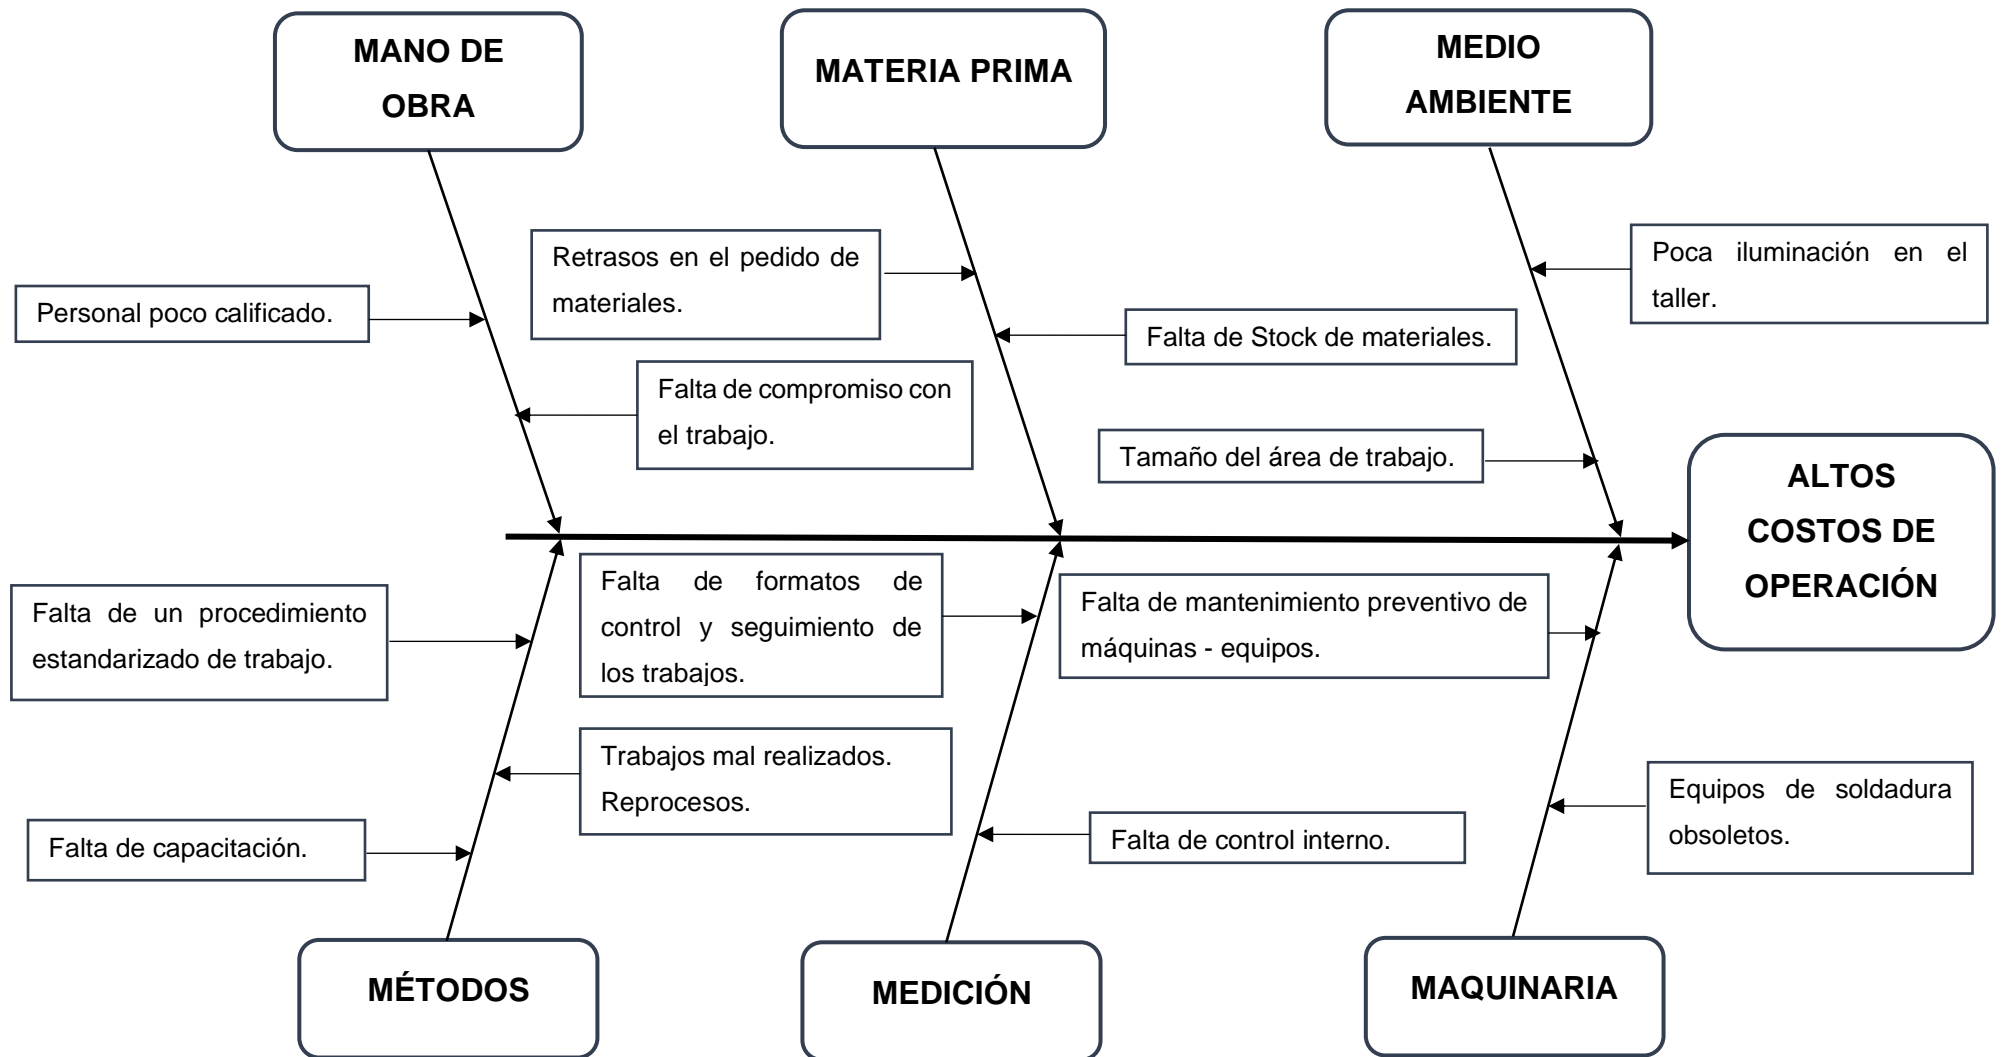 MANO DE
OBRA
MATERIA PRIMA
MEDIO
AMBIENTE
Retrasos en el pedido de
materiales.
Poca iluminación en el
taller.
Personal poco calificado.
Falta de Stock de materiales.
Falta de compromiso con
el trabajo.
Tamaño del área de trabajo.
ALTOS
COSTOS DE
OPERACIÓN
Falta de un procedimiento
estandarizado de trabajo.
Falta de formatos de
control y seguimiento de
los trabajos.
Falta de mantenimiento preventivo de
máquinas - equipos.
Trabajos mal realizados.
Reprocesos.
Equipos de soldadura
obsoletos.
Falta de capacitación.
Falta de control interno.
MÉTODOS
MEDICIÓN
MAQUINARIA